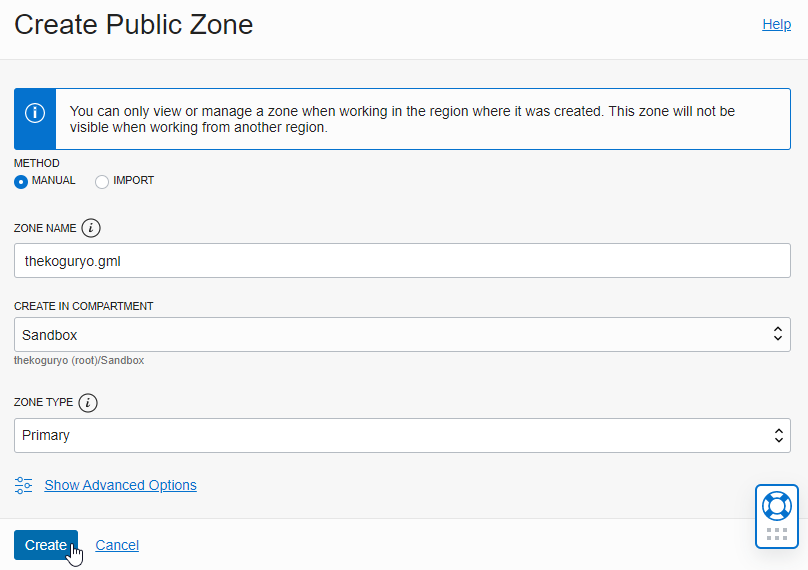 Create Public Zone
Help
You can only view or manage a zone when working in the region where it was created. This zone will not be
visible when working from another region.
METHOD
MANUAL
IMPORT
ZONE NAME
thekoguryo.gml
CREATE IN COMPARTMENT
Sandbox
thekoguryo (root)/Sandbox
ZONE TYPE
Primary
Show Advanced Options
Create
Cancel